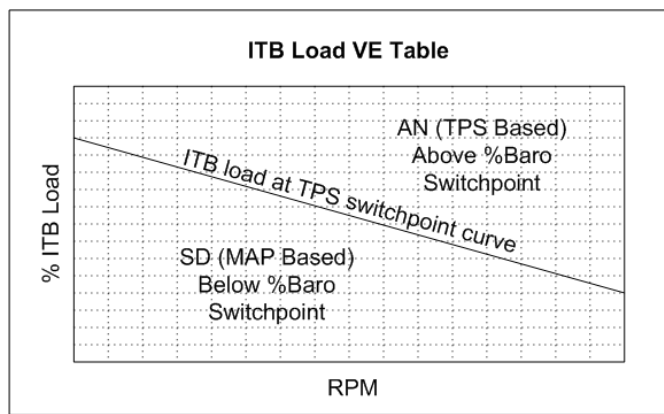 ITB Load VE Table
% ITB Load
AN (TPS Based)
Above %Baro
Switchpoint
ITB load at TPS switchpoint curve
SD (MAP Based)
Below %Baro
Switchpoint
RPM